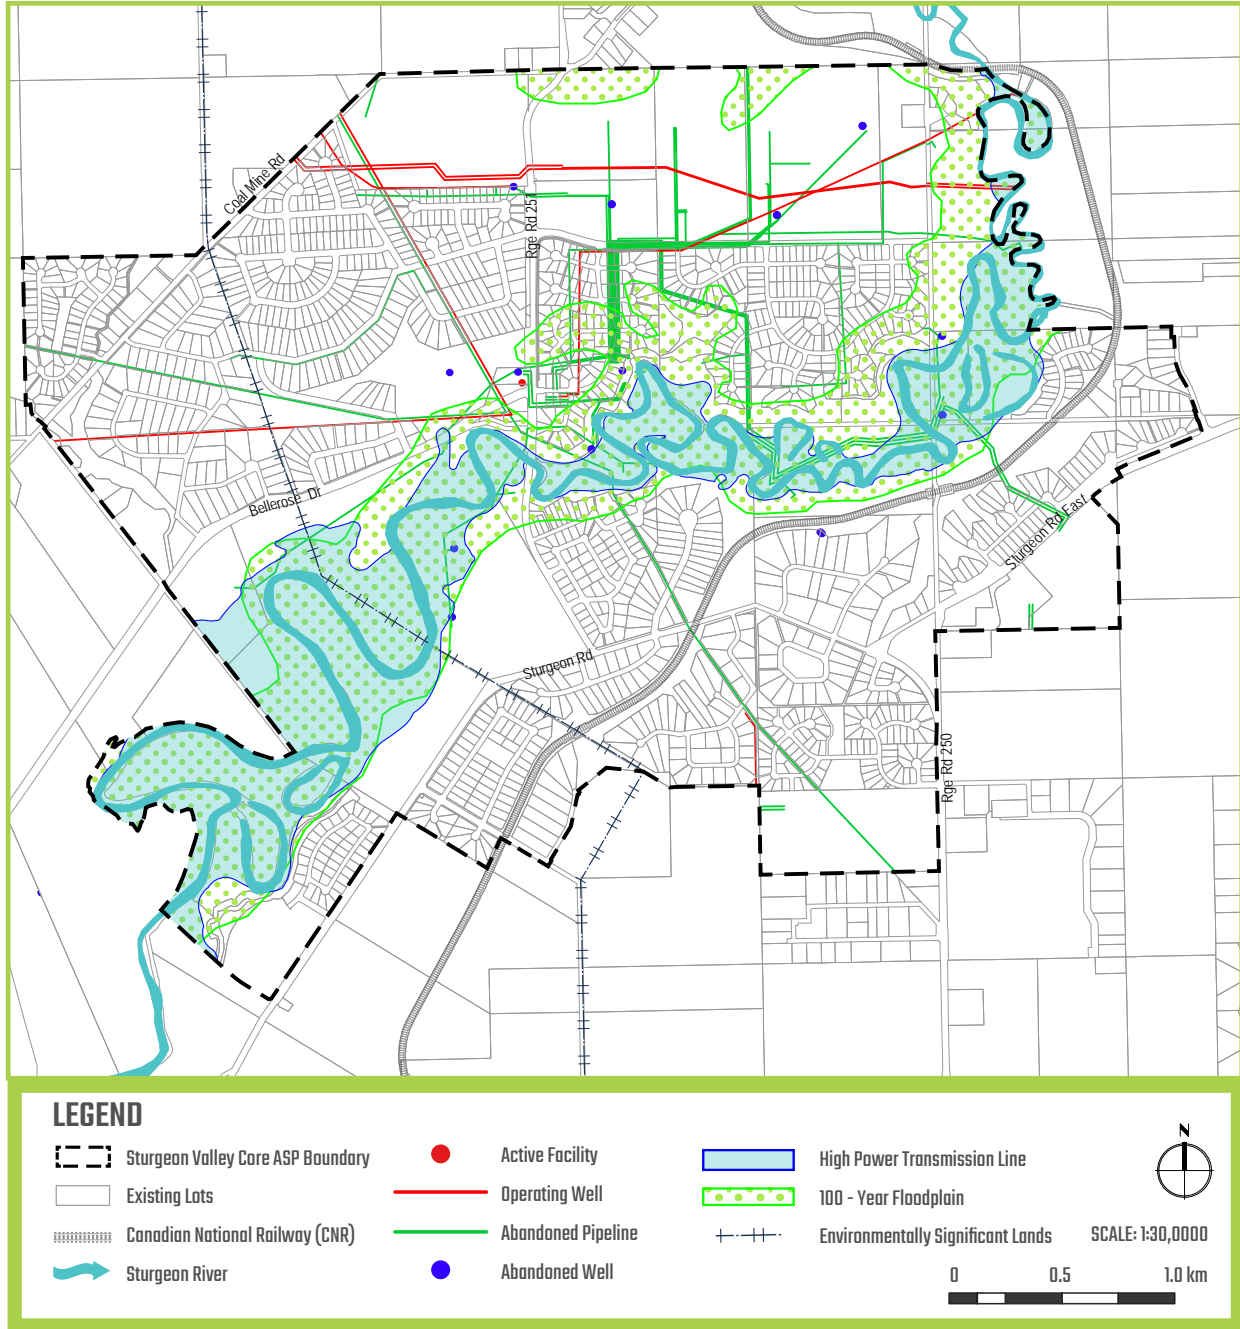 Coal Mine Rd
Rge Rd 251
Bellerose Dr
Sturgeon Rd East
Sturgeon Rd
Rge Rd 250
LEGEND
Sturgeon Valley Core ASP Boundary
Existing Lots
Canadian National Railway (CNR)
Sturgeon River
Active Facility
Operating Well
Abandoned Pipeline
Abandoned Well
High Power Transmission Line
100 - Year Floodplain
Environmentally Significant Lands
N
SCALE: 1:30,0000
0 0.5 1.0 km